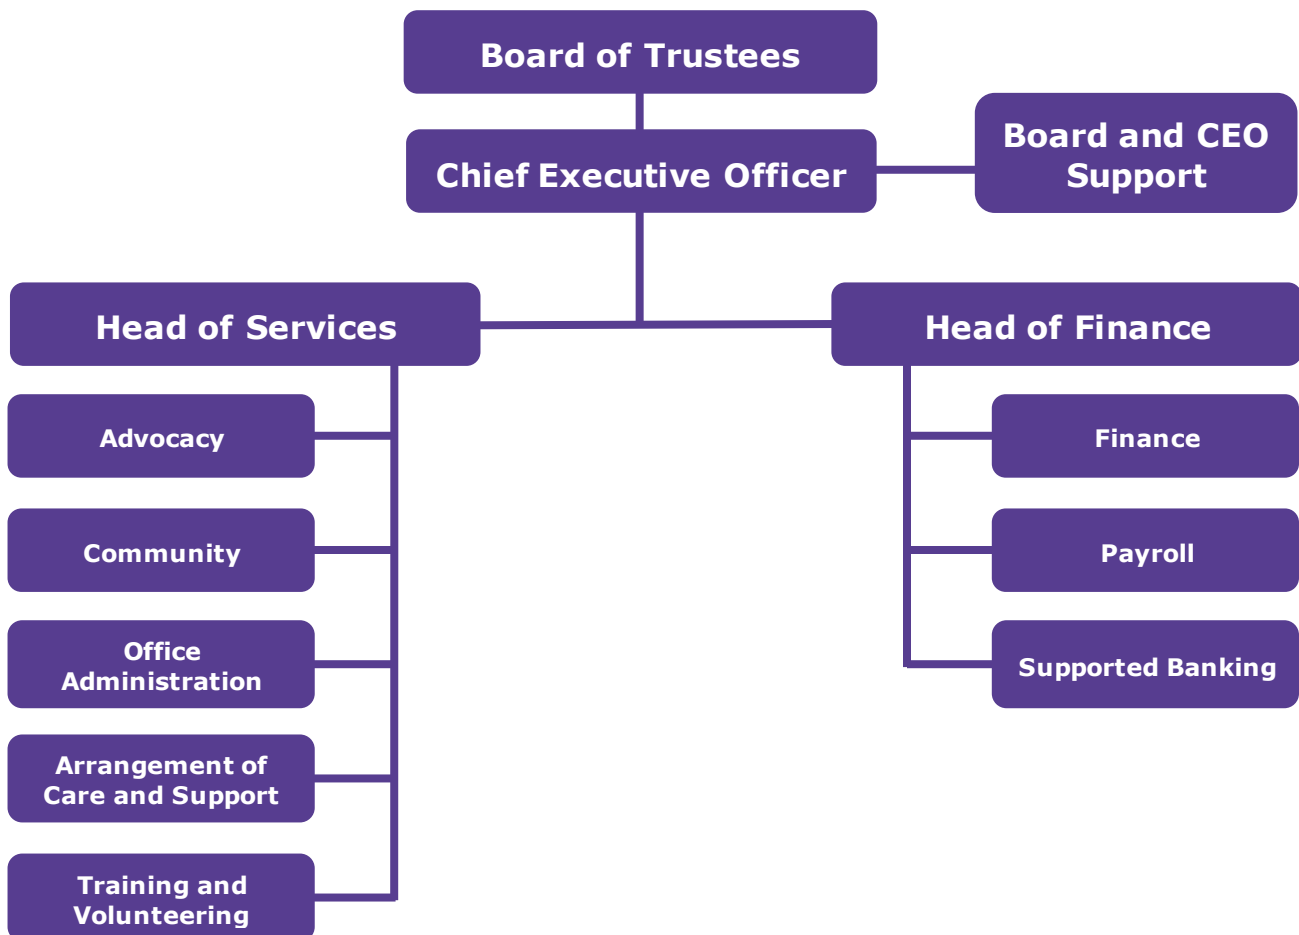 Board of Trustees
Chief Executive Officer
Board and CEO
Support
Head of Services
Head of Finance
Advocacy
Community
Office
Administration
Arrangement of
Care and Support
Training and
Volunteering
Finance
Payroll
Supported Banking